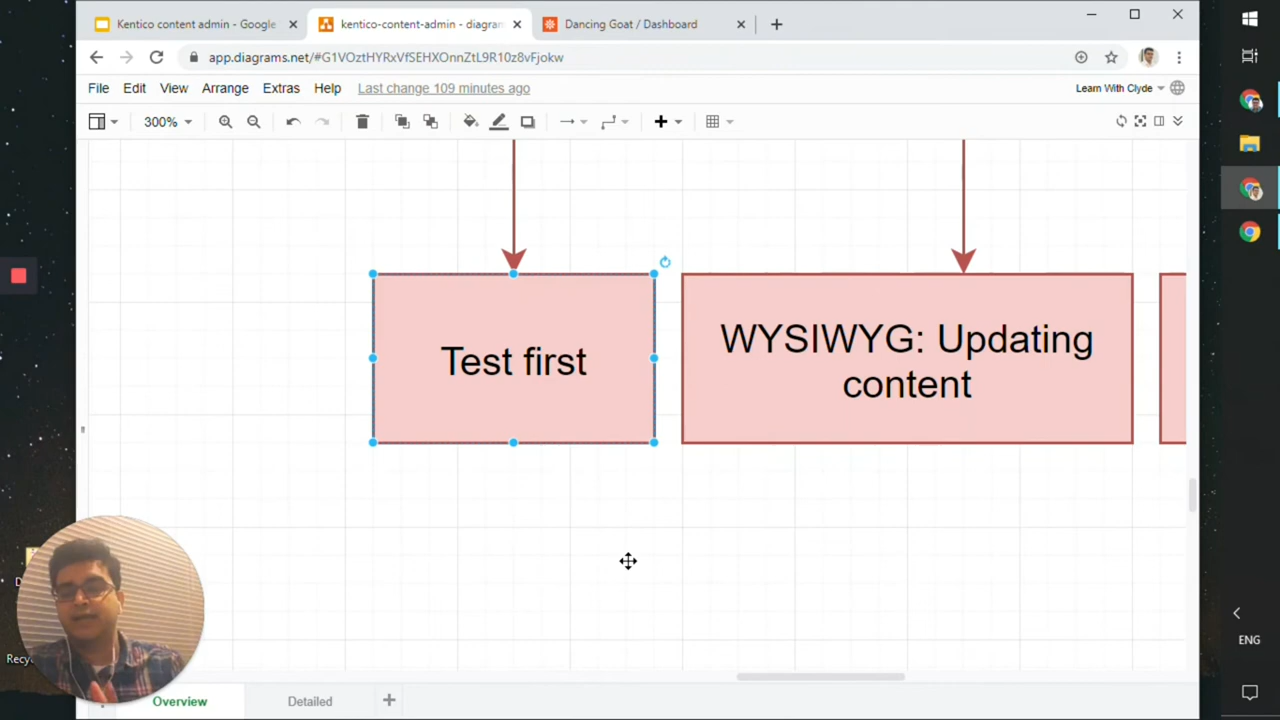 Kentico content admin - Google
kentico-content-admin - diagram
Dancing Goat / Dashboard
app.diagrams.net/#G1VOztHYRxVfSEHXOnnZtL9R10z8vFjokw
File Edit View Arrange Extras Help Last change 109 minutes ago
Learn With Clyde
300%
Test first
WYSIWYG: Updating
content
ENG
Recy
Overview
Detailed